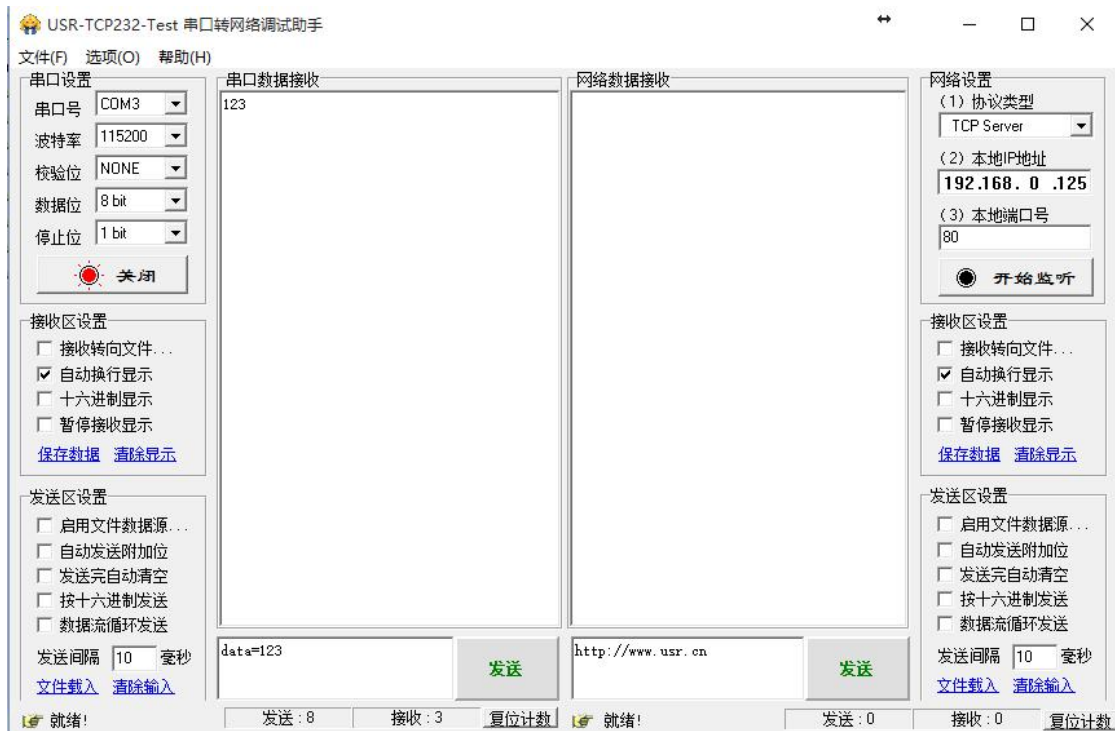 USR-TCP232-Test 串口转网络调试助手
文件(F) 选项(O) 帮助(H)
串口设置
串口号 COM3
波特率 115200
校验位 NONE
数据位 8 bit
停止位 1 bit
关闭
接收区设置
接收转向文件...
自动换行显示
十六进制显示
暂停接收显示
保存数据 清除显示
发送区设置
启用文件数据源...
自动发送附加位
发送完自动清空
按十六进制发送
数据流循环发送
发送间隔 10 毫秒
文件载入 清除输入
串口数据接收
123
data=123
发送
网络数据接收
http://www.usr.cn
发送
网络设置
(1) 协议类型
TCP Server
(2) 本地IP地址
192.168. 0 .125
(3) 本地端口号
80
开始监听
接收区设置
接收转向文件...
自动换行显示
十六进制显示
暂停接收显示
保存数据 清除显示
发送区设置
启用文件数据源...
自动发送附加位
发送完自动清空
按十六进制发送
数据流循环发送
发送间隔 10 毫秒
文件载入 清除输入
就绪! 发送:8 接收:3 复位计数 就绪! 发送:0 接收:0 复位计数